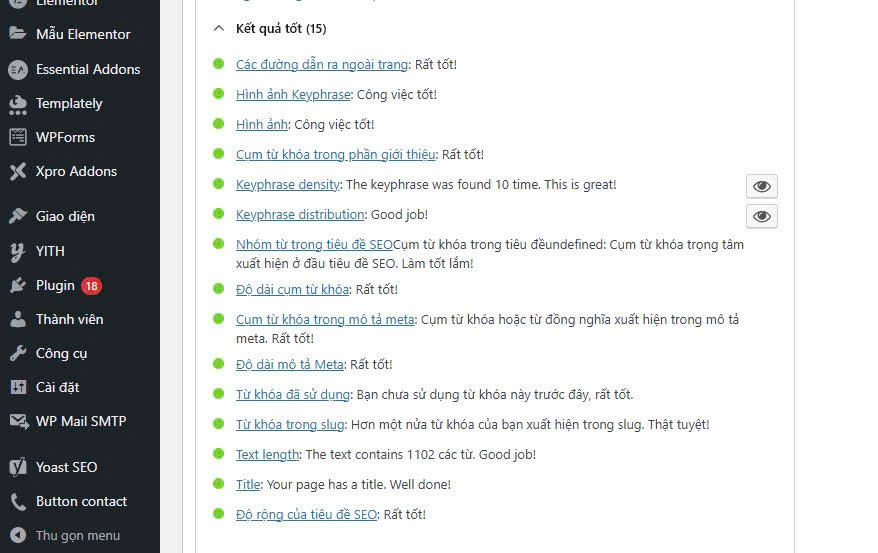 Elementor
Mẫu Elementor
Essential Addons
Templately
WPForms
Xpro Addons
Giao diện
YITH
Plugin 18
Thành viên
Công cụ
Cài đặt
WP Mail SMTP
Yoast SEO
Button contact
Thu gọn menu
Kết quả tốt (15)
Các đường dẫn ra ngoài trang: Rất tốt!
Hình ảnh Keyphrase: Công việc tốt!
Hình ảnh: Công việc tốt!
Cụm từ khóa trong phần giới thiệu: Rất tốt!
Keyphrase density: The keyphrase was found 10 time. This is great!
Keyphrase distribution: Good job!
Nhóm từ trong tiêu đề SEOCụm từ khóa trong tiêu đềundefined: Cụm từ khóa trọng tâm
xuất hiện ở đầu tiêu đề SEO. Làm tốt lắm!
Độ dài cụm từ khóa: Rất tốt!
Cụm từ khóa trong mô tả meta: Cụm từ khóa hoặc từ đồng nghĩa xuất hiện trong mô tả
meta. Rất tốt!
Độ dài mô tả Meta: Rất tốt!
Từ khóa đã sử dụng: Bạn chưa sử dụng từ khóa này trước đây, rất tốt.
Từ khóa trong slug: Hơn một nửa từ khóa của bạn xuất hiện trong slug. Thật tuyệt!
Text length: The text contains 1102 các từ. Good job!
Title: Your page has a title. Well done!
Độ rộng của tiêu đề SEO: Rất tốt!